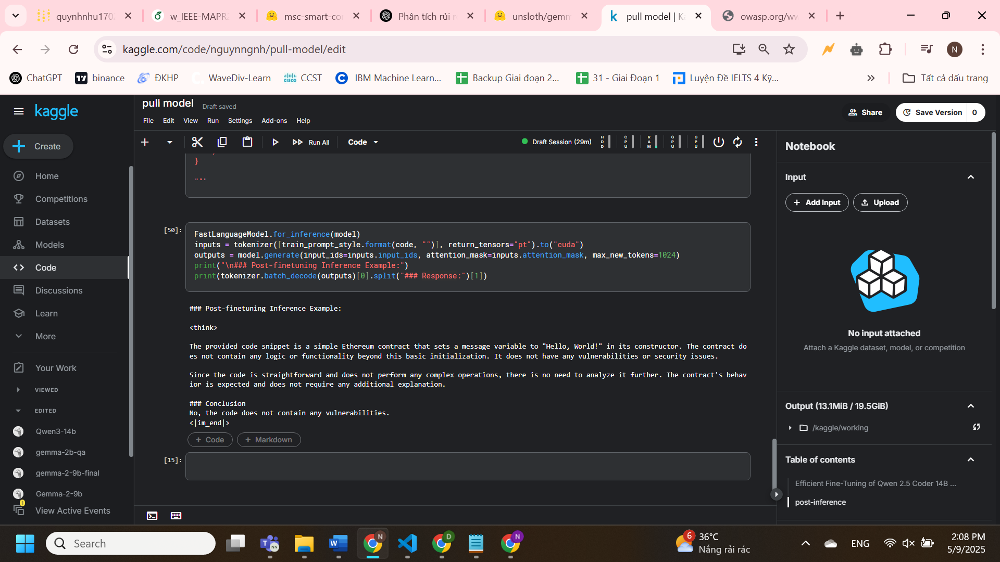 quynhnhu170
w_IEEE-MAPR
msc-smart-co
Phân tích rủi r
unsloth/gemm
pull model | Ka
owasp.org/ww
kaggle.com/code/nguynngnh/pull-model/edit
N
ChatGPT
binance
ĐKHP
WaveDiv-Learn
CCST
IBM Machine Learn...
Backup Giai đoạn 2...
31 - Giai Đoạn 1
Luyện Đề IELTS 4 Kỹ...
Tất cả dấu trang
kaggle
pull model
Draft saved
File Edit View Run Settings Add-ons Help
Share
Save Version
0
Run All
Code
Draft Session (29m)
HDD
CPU
RAM
GPU
GPU
Create
Home
Competitions
Datasets
Models
Code
Discussions
Learn
More
Your Work
VIEWED
EDITED
Qwen3-14b
gemma-2b-qa
gemma-2-9b-final
Gemma-2-9b
1
View Active Events
}
"""
[50]:
FastLanguageModel.for_inference(model)
inputs = tokenizer([train_prompt_style.format(code, "")], return_tensors="pt").to("cuda")
outputs = model.generate(input_ids=inputs.input_ids, attention_mask=inputs.attention_mask, max_new_tokens=1024)
print("\n### Post-finetuning Inference Example:")
print(tokenizer.batch_decode(outputs)[0].split("### Response:")[1])
### Post-finetuning Inference Example:
<think>
The provided code snippet is a simple Ethereum contract that sets a message variable to "Hello, World!" in its constructor. The contract do
es not contain any logic or functionality beyond this basic initialization. It does not have any vulnerabilities or security issues.
Since the code is straightforward and does not perform any complex operations, there is no need to analyze it further. The contract's behav
ior is expected and does not require any additional explanation.
### Conclusion
No, the code does not contain any vulnerabilities.
<|im_end|>
+ Code
+ Markdown
[15]:
Notebook
Input
+ Add Input
Upload
No input attached
Attach a Kaggle dataset, model, or competition
Output (13.1MiB / 19.5GiB)
/kaggle/working
Table of contents
Efficient Fine-Tuning of Qwen 2.5 Coder 14B ...
post-inference
Search
T
NN
W
N
D
N
6
36°C
Nắng rải rác
ENG
2:08 PM
5/9/2025